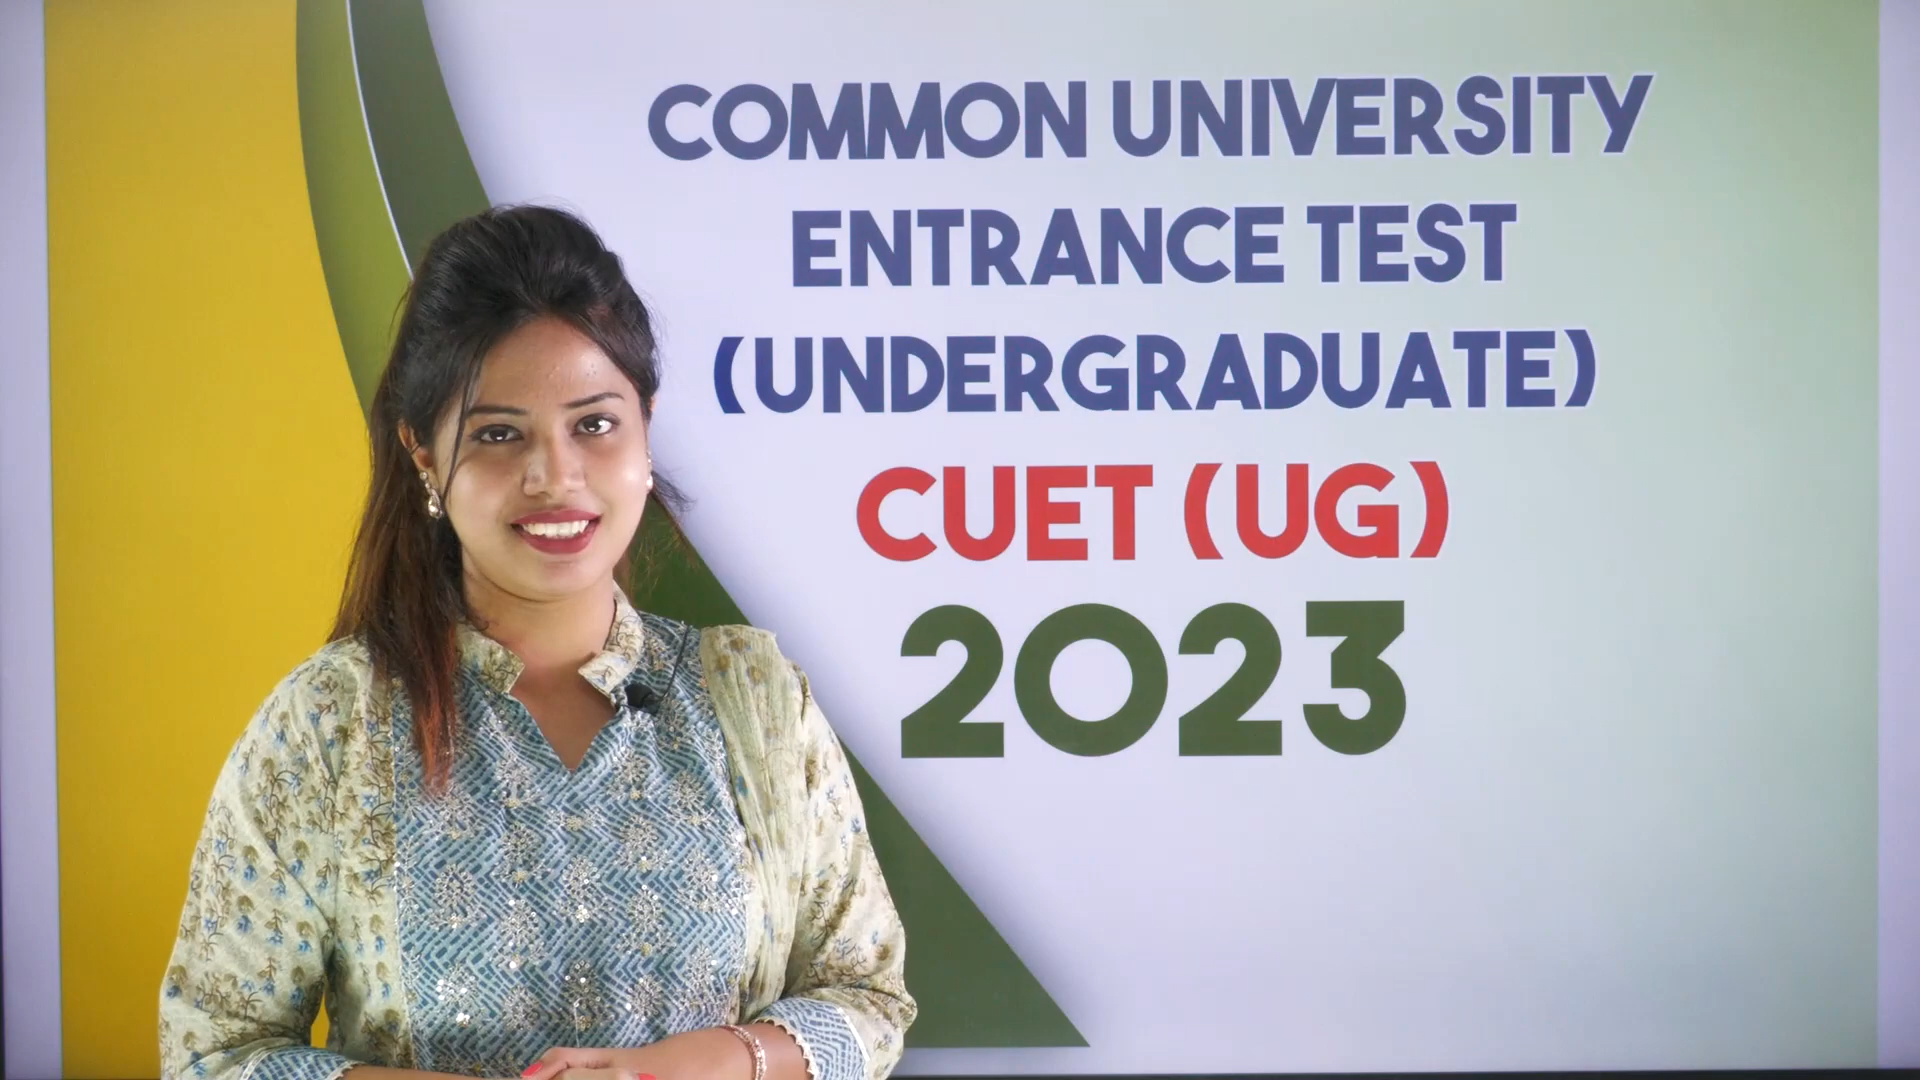 COMMON UNIVERSITY
ENTRANCE TEST
(UNDERGRADUATE)
CUET (UG)
2023